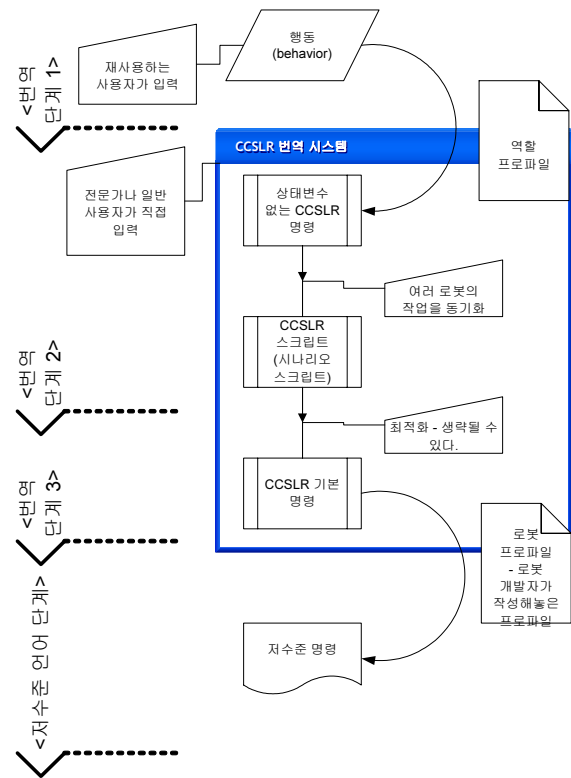 <번역
단계 1>
재사용하는
사용자가 입력
행동
(behavior)
역할
프로파일
CCSLR 번역 시스템
전문가나 일반
사용자가 직접
입력
상태변수
없는 CCSLR
명령
여러 로봇의
작업을 동기화
CCSLR
스크립트
(시나리오
스크립트)
<번역
단계 2>
최적화 - 생략될 수
있다.
CCSLR 기본
명령
<번역
단계 3>
로봇
프로파일
- 로봇
개발자가
작성해놓은
프로파일
<저수준 언어 단계>
저수준 명령